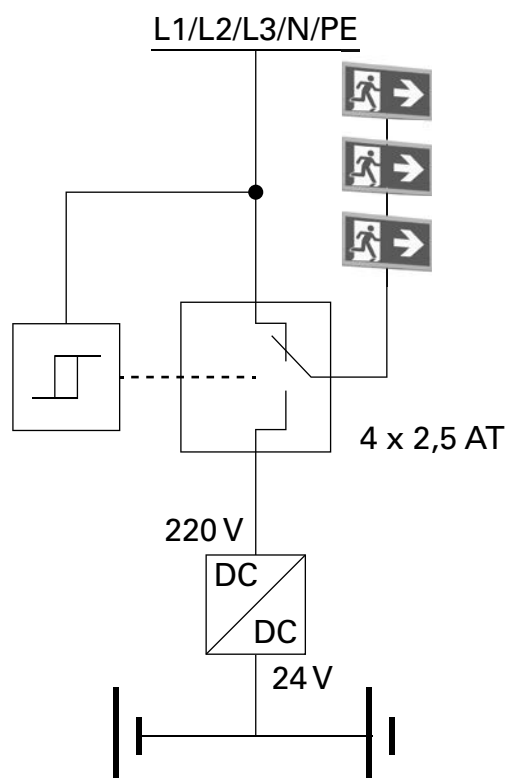 L1/L2/L3/N/PE
4 x 2,5 AT
220 V
DC
DC
24 V